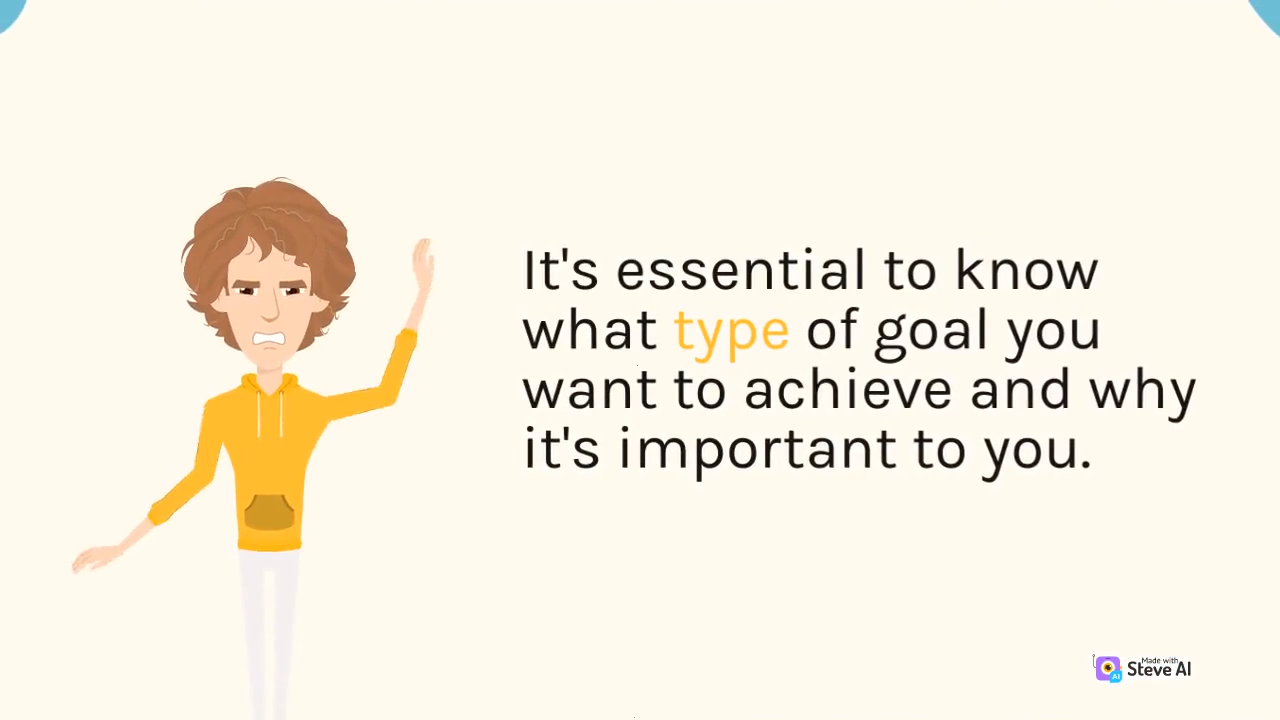 It's essential to know
what type of goal you
want to achieve and why
it's important to you.
Made with
Steve AI
AI